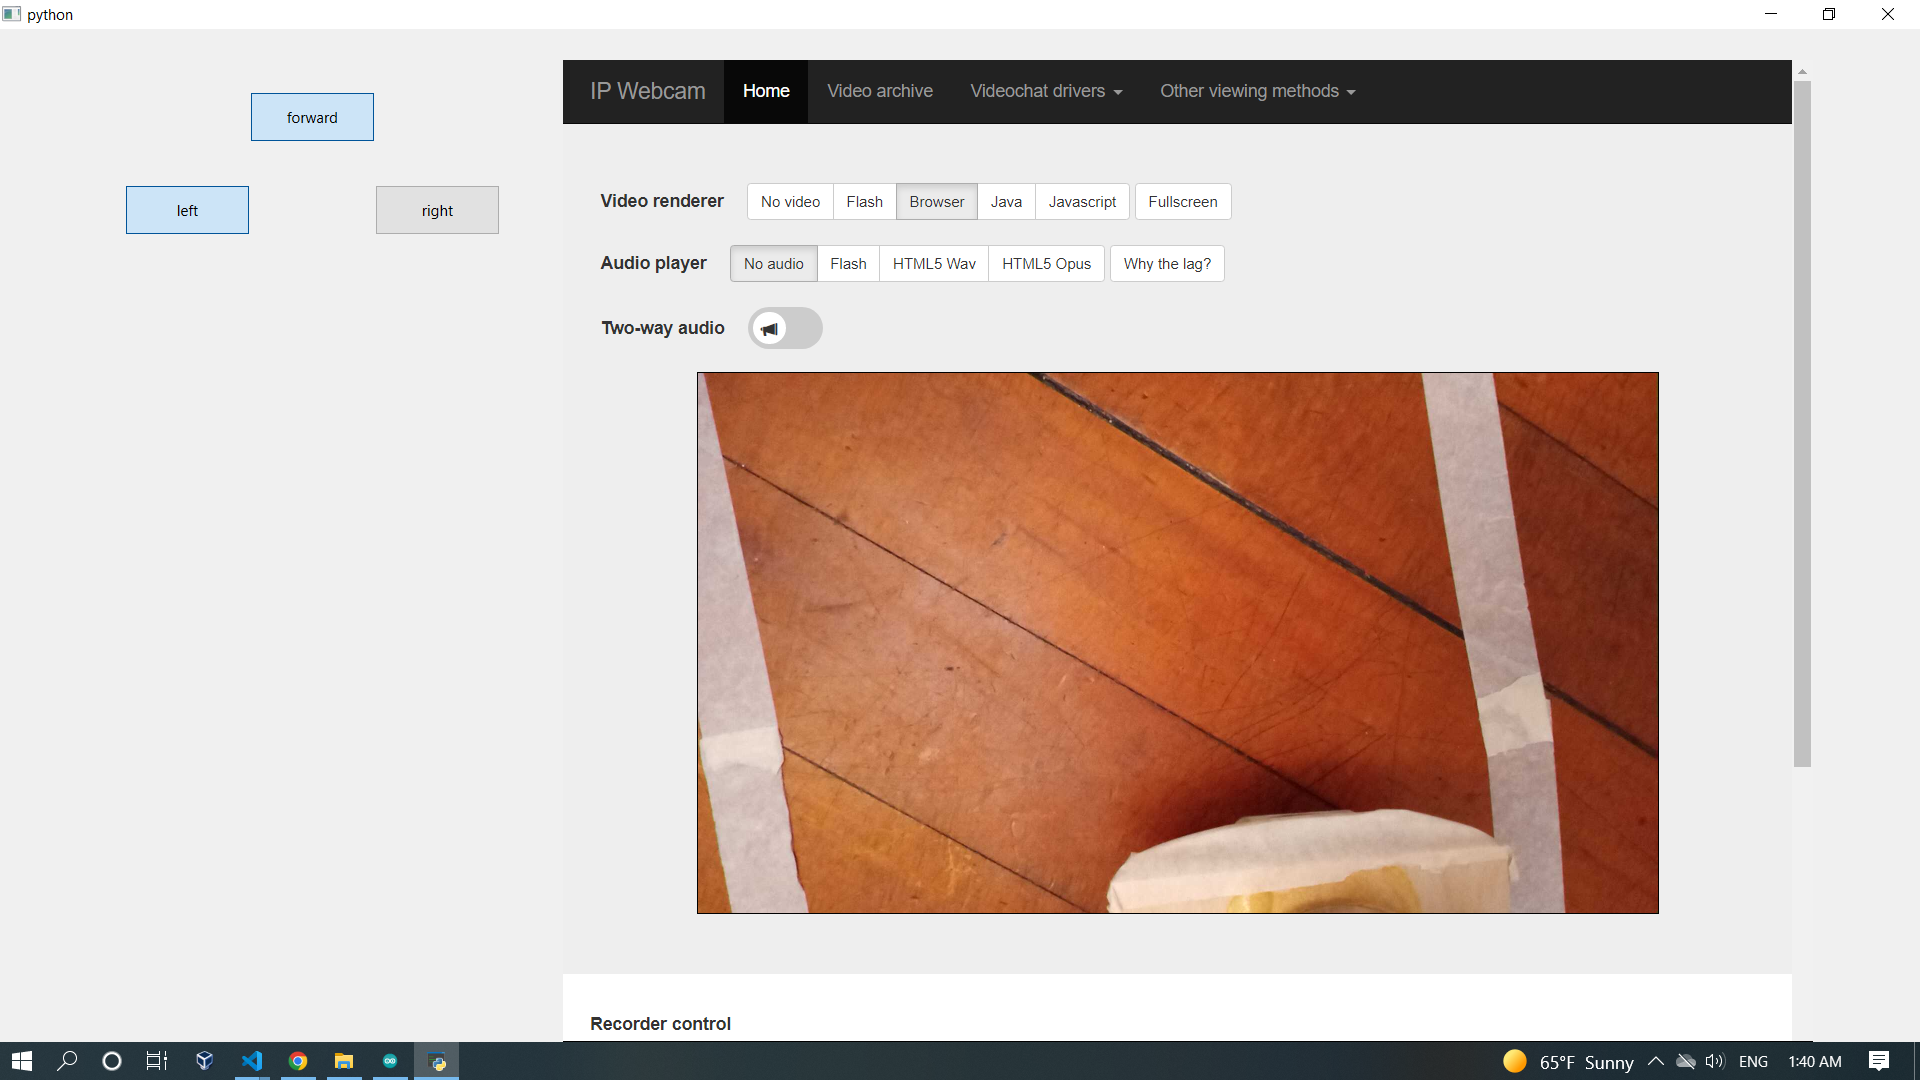 python
forward
left right
IP Webcam Home Video archive Videochat drivers Other viewing methods
Video renderer No video Flash Browser Java Javascript Fullscreen
Audio player No audio Flash HTML5 Wav HTML5 Opus Why the lag?
Two-way audio
Recorder control
65°F Sunny ENG 1:40 AM